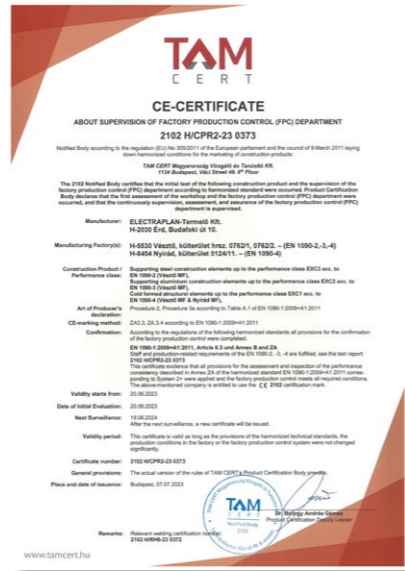 TAM
CERT
CE-CERTIFICATE
ABOUT SUPERVISION OF FACTORY PRODUCTION CONTROL (FPC) DEPARTMENT
2102 H/CPR2-23 0373
Notified Body according to the regulation (EU) No.305/2011 of the European parliament and the council of 9 March 2011 laying
down harmonized conditions for the marketing of construction products:
TAM CERT Magyarország Vizsgáló és Tanúsító Kft.
1134 Budapest, Váci Street 49. 6th Floor
The 2102 Notified Body certifies that the initial test of the following construction product and the supervision of the
factory production control (FPC) department according to harmonized standard were occurred. Product Certification
Body declares that the first assessment of the workshop and the factory production control (FPC) department were
occurred, and that the continuously supervision, assessment, and assurance of the factory production control (FPC)
department is supervised.
Manufacturer: ELECTRAPLAN-Termelő Kft.
H-2030 Érd, Budafoki út 10.
Manufacturing Factory(s): H-5530 Vésztő, külterület hrsz. 0762/1, 0762/2. – (EN 1090-2,-3,-4)
H-8454 Nyirád, külterület 0124/11. – (EN 1090-4)
Construction Product / Supporting steel construction elements up to the performance class EXC3 acc. to
Performance class: EN 1090-2 (Vésztő MF),
Supporting aluminium construction elements up to the performance class EXC2 acc. to
EN 1090-3 (Vésztő MF),
Cold formed structural elements up to the performance class EXC1 acc. to
EN 1090-4 (Vésztő MF & Nyirád MF),
Art of Producer's Procedure 2, Procedure 3a according to Table A.1 of EN 1090-1:2009+A1:2011
declaration:
CE-marking method: ZA3.3, ZA.3.4 according to EN 1090-1:2009+A1:2011
Confirmation: According to the regulations of the following harmonized standards all provisions for the confirmation
of the factory production control were completed:
EN 1090-1:2009+A1:2011, Article 6.3 und Annex B and ZA
Staff and production-related requirements of the EN 1090-2, -3, -4 are fulfilled, see the test report:
2102 H/CPR2-23 0373
This certificate evidence that all provisions for the assessment and inspection of the performance
consistency described in Annex ZA of the harmonized standard EN 1090-1:2009+A1:2011 corres-
ponding to System 2+ were applied and the factory production control meets all required conditions.
The above-mentioned company is entitled to use the CE 2102 certification mark.
Validity starts from: 20.06.2023
Date of Initial Evaluation: 20.06.2023
Next Surveillance: 19.06.2024
After the next surveillance, a new certificate will be issued.
Validity period: This certificate is valid as long as the provisions of the harmonized technical standards, the
production conditions in the factory or the factory production control system were not changed
significantly.
Certificate number: 2102 H/CPR2-23 0373
General provisions: The actual version of the rules of TAM CERT's Product Certification Body prevails.
Place and date of issuance: Budapest, 07.07.2023
TAM
CERT
Notified Body
2102
Dr. György András Gémes
Product Certification Deputy Leader
Remarks: Relevant welding certification number:
2102 H/RH6-23 0372
www.tamcert.hu